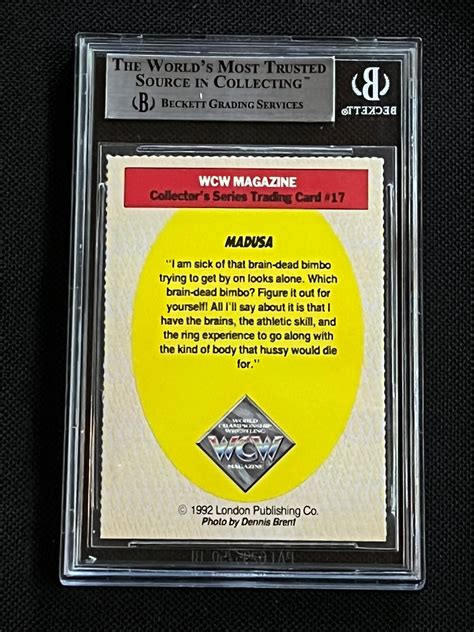 THE WORLD'S MOST TRUSTED
SOURCE IN COLLECTING™
B BECKETT GRADING SERVICES
B
BECKETT
WCW MAGAZINE
Collector's Series Trading Card #17
MADUSA
"I am sick of that brain-dead bimbo
trying to get by on looks alone. Which
brain-dead bimbo? Figure it out for
yourself! All I'll say about it is that I
have the brains, the athletic skill, and
the ring experience to go along with
the kind of body that hussy would die
for."
WORLD
CHAMPIONSHIP
WRESTLING
WCW
MAGAZINE
© 1992 London Publishing Co.
Photo by Dennis Brent